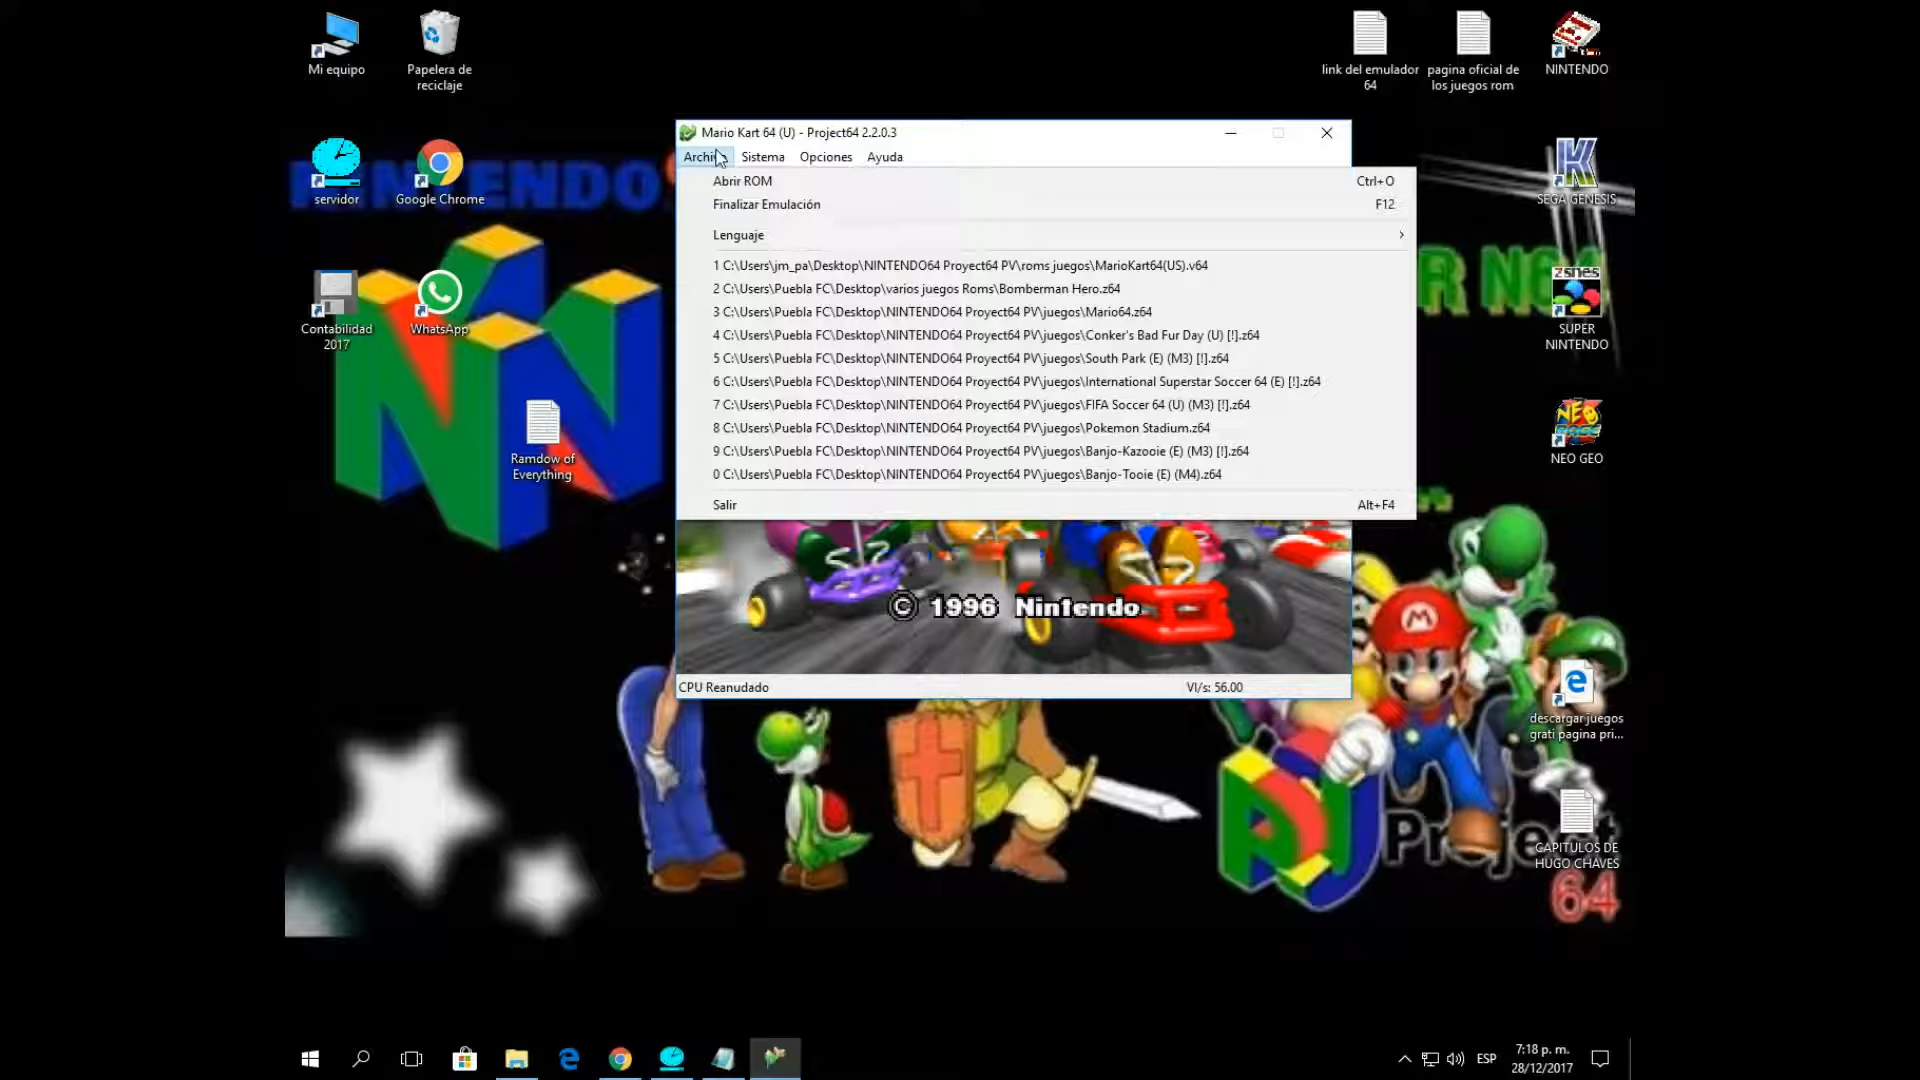 Mi equipo
Papelera de
reciclaje
link del emulador
64
pagina oficial de
los juegos rom
NINTENDO
servidor
Google Chrome
SEGA GENESIS
Contabilidad
2017
WhatsApp
zsnes
SUPER
NINTENDO
Ramdow of
Everything
NEO GEO
Mario Kart 64 (U) - Project64 2.2.0.3
Sistema
Opciones
Ayuda
Abrir ROM Ctrl+O
Finalizar Emulación F12
Lenguaje
1 C:\Users\jm_pa\Desktop\NINTENDO64 Proyect64 PV\roms juegos\MarioKart64(US).v64
2 C:\Users\Puebla FC\Desktop\varios juegos Roms\Bomberman Hero.z64
3 C:\Users\Puebla FC\Desktop\NINTENDO64 Proyect64 PV\juegos\Mario64.z64
4 C:\Users\Puebla FC\Desktop\NINTENDO64 Proyect64 PV\juegos\Conker's Bad Fur Day (U) [!].z64
5 C:\Users\Puebla FC\Desktop\NINTENDO64 Proyect64 PV\juegos\South Park (E) (M3) [!].z64
6 C:\Users\Puebla FC\Desktop\NINTENDO64 Proyect64 PV\juegos\International Superstar Soccer 64 (E) [!].z64
7 C:\Users\Puebla FC\Desktop\NINTENDO64 Proyect64 PV\juegos\FIFA Soccer 64 (U) (M3) [!].z64
8 C:\Users\Puebla FC\Desktop\NINTENDO64 Proyect64 PV\juegos\Pokemon Stadium.z64
9 C:\Users\Puebla FC\Desktop\NINTENDO64 Proyect64 PV\juegos\Banjo-Kazooie (E) (M3) [!].z64
0 C:\Users\Puebla FC\Desktop\NINTENDO64 Proyect64 PV\juegos\Banjo-Tooie (E) (M4).z64
Salir Alt+F4
© 1996 Nintendo
CPU Reanudado
VI/s: 56.00
descarg juegos
grati pagina pri...
CAPITULOS DE
HUGO CHAVES
64
ESP
7:18 p. m.
28/12/2017